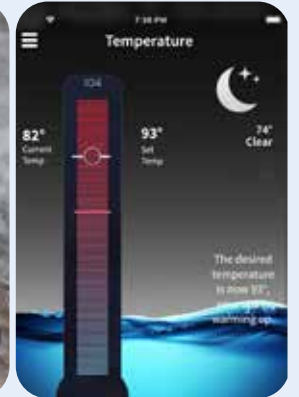 7:38 PM
Temperature
104
82°
Current
Temp
93°
Set
Temp
74°
Clear
The desired
temperature
is now 93°,
warming up.